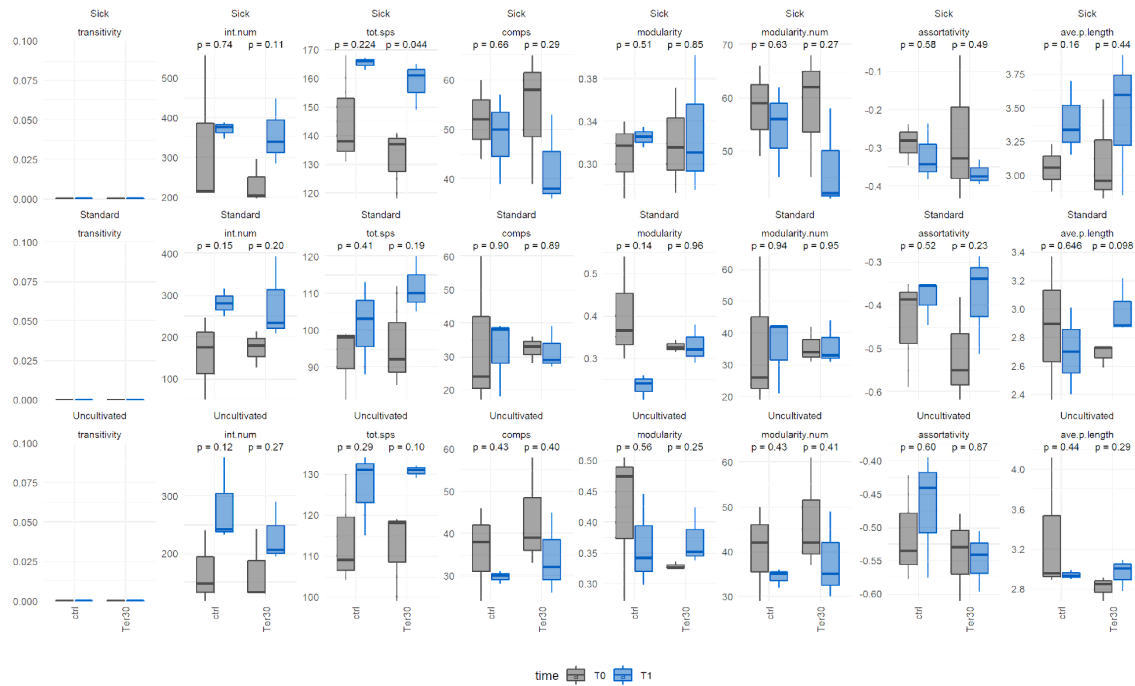 Sick Sick Sick Sick Sick Sick Sick Sick
transitivity int.num tot.sps comps modularity modularity.num assortativity ave.p.length
p = 0.74 p = 0.11 p = 0.224 p = 0.044 p = 0.66 p = 0.29 p = 0.51 p = 0.85 p = 0.63 p = 0.27 p = 0.58 p = 0.49 p = 0.16 p = 0.44
0.100 0.075 0.050 0.025 0.000
500 400 300 200
170 160 150 140 130 120
60 50 40
0.38 0.34 0.30
70 60 50
-0.1 -0.2 -0.3 -0.4
3.75 3.50 3.25 3.00
Standard Standard Standard Standard Standard Standard Standard Standard
transitivity int.num tot.sps comps modularity modularity.num assortativity ave.p.length
p = 0.15 p = 0.20 p = 0.41 p = 0.19 p = 0.90 p = 0.89 p = 0.14 p = 0.96 p = 0.94 p = 0.95 p = 0.52 p = 0.23 p = 0.646 p = 0.098
0.100 0.075 0.050 0.025 0.000
400 300 200 100
120 110 100 90
60 50 40 30 20
0.5 0.4 0.3
60 50 40 30 20
-0.3 -0.4 -0.5 -0.6
3.4 3.2 3.0 2.8 2.6 2.4
Uncultivated Uncultivated Uncultivated Uncultivated Uncultivated Uncultivated Uncultivated Uncultivated
transitivity int.num tot.sps comps modularity modularity.num assortativity ave.p.length
p = 0.12 p = 0.27 p = 0.29 p = 0.10 p = 0.43 p = 0.40 p = 0.56 p = 0.25 p = 0.43 p = 0.41 p = 0.60 p = 0.87 p = 0.44 p = 0.29
0.100 0.075 0.050 0.025 0.000
300 200
130 120 110 100
60 50 40 30
0.50 0.45 0.40 0.35 0.30
60 50 40 30
-0.40 -0.45 -0.50 -0.55 -0.60
4.0 3.6 3.2 2.8
ctrl Ter30 ctrl Ter30 ctrl Ter30 ctrl Ter30 ctrl Ter30 ctrl Ter30 ctrl Ter30 ctrl Ter30
time T0 T1